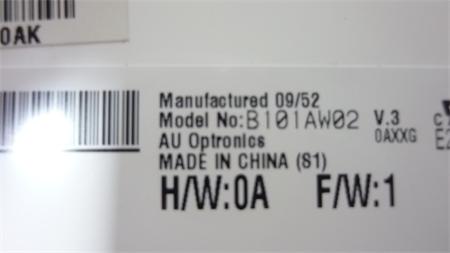 0AK
Manufactured 09/52
Model No:B101AW02 V.3
AU Optronics 0AXXG
MADE IN CHINA (S1)
H/W:0A F/W:1